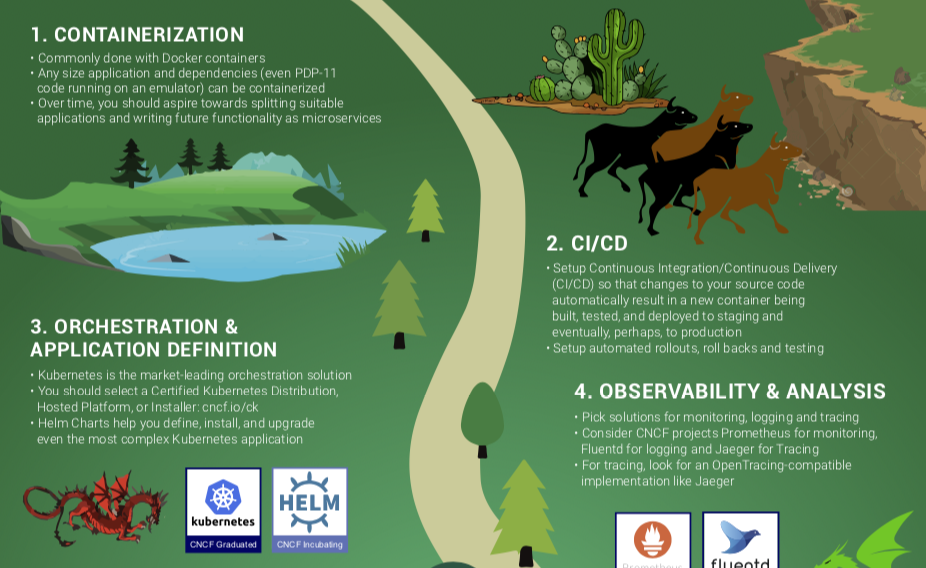 1. CONTAINERIZATION
• Commonly done with Docker containers
• Any size application and dependencies (even PDP-11
code running on an emulator) can be containerized
• Over time, you should aspire towards splitting suitable
applications and writing future functionality as microservices
2. CI/CD
• Setup Continuous Integration/Continuous Delivery
(CI/CD) so that changes to your source code
automatically result in a new container being
built, tested, and deployed to staging and
eventually, perhaps, to production
• Setup automated rollouts, roll backs and testing
3. ORCHESTRATION &
APPLICATION DEFINITION
• Kubernetes is the market-leading orchestration solution
• You should select a Certified Kubernetes Distribution,
Hosted Platform, or Installer: cncf.io/ck
• Helm Charts help you define, install, and upgrade
even the most complex Kubernetes application
kubernetes
CNCF Graduated
HELM
CNCF Incubating
4. OBSERVABILITY & ANALYSIS
• Pick solutions for monitoring, logging and tracing
• Consider CNCF projects Prometheus for monitoring,
Fluentd for logging and Jaeger for Tracing
• For tracing, look for an OpenTracing-compatible
implementation like Jaeger
Prometheus
fluentd